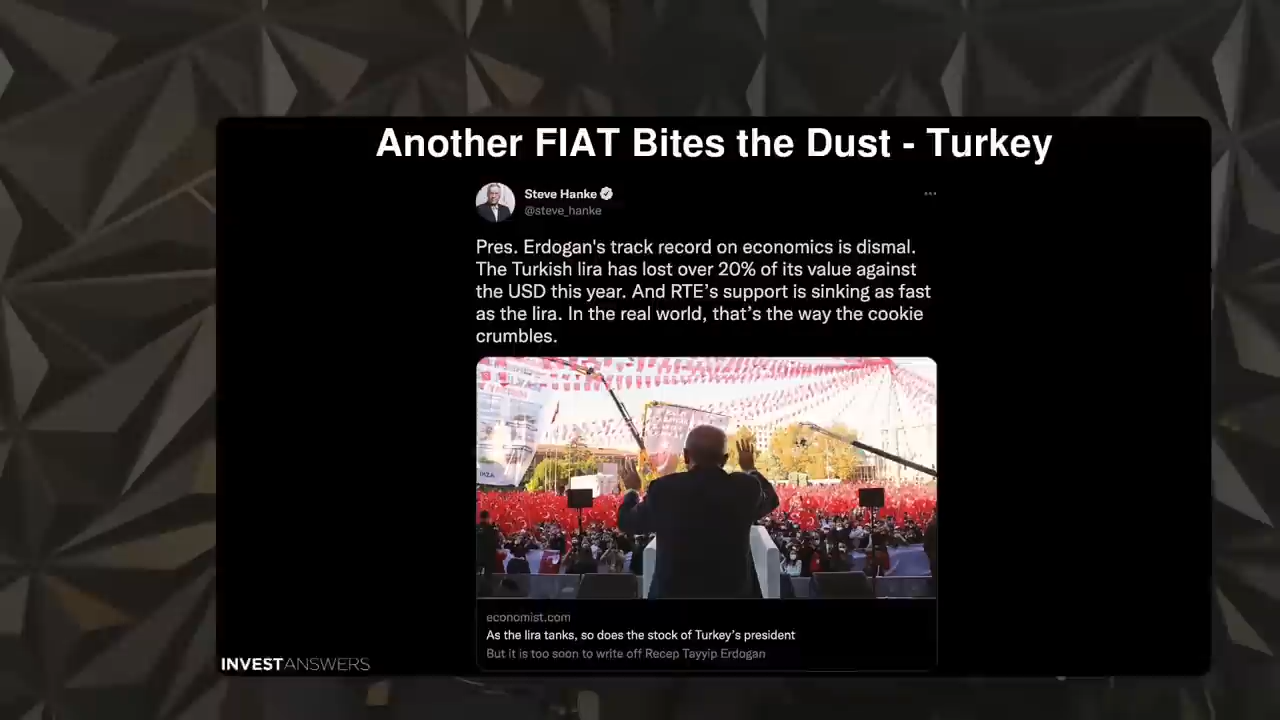 Another FIAT Bites the Dust - Turkey
Steve Hanke
@steve_hanke
Pres. Erdogan's track record on economics is dismal.
The Turkish lira has lost over 20% of its value against
the USD this year. And RTE’s support is sinking as fast
as the lira. In the real world, that’s the way the cookie
crumbles.
economist.com
As the lira tanks, so does the stock of Turkey’s president
But it is too soon to write off Recep Tayyip Erdogan
INVESTANSWERS